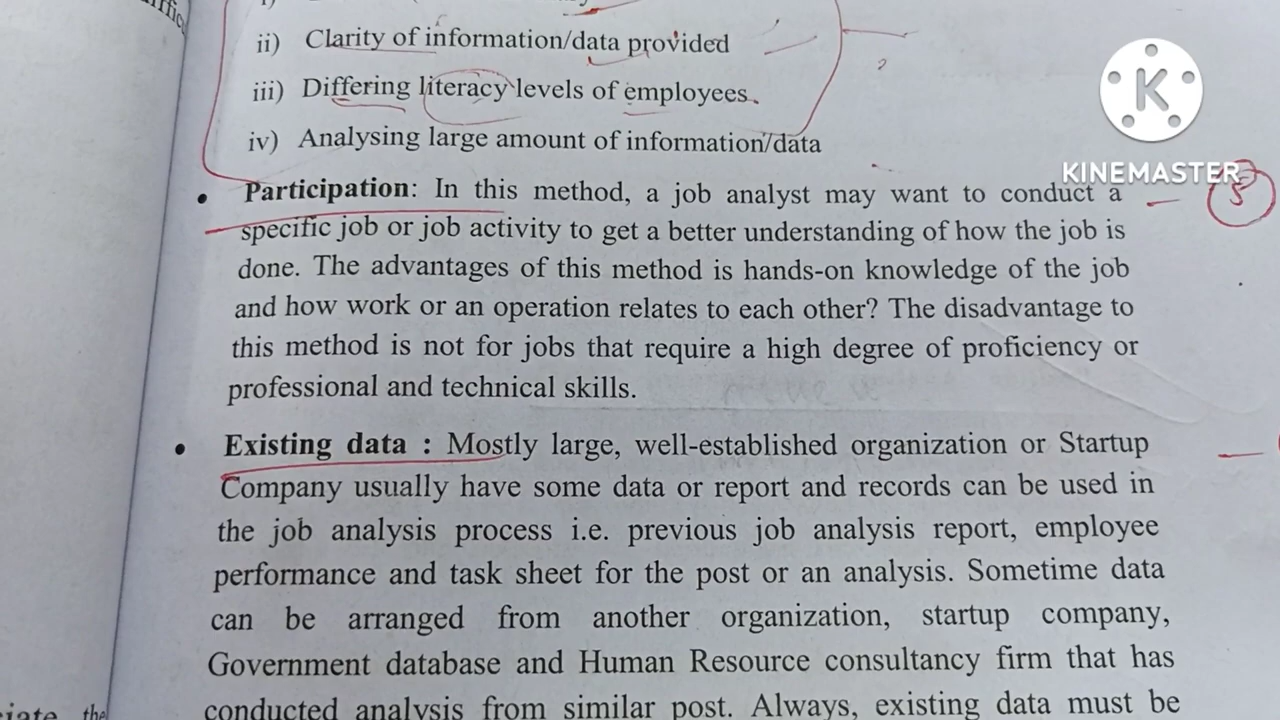 ii) Clarity of information/data provided
iii) Differing literacy levels of employees.
iv) Analysing large amount of information/data
KINEMASTER
• Participation: In this method, a job analyst may want to conduct a
5
specific job or job activity to get a better understanding of how the job is
done. The advantages of this method is hands-on knowledge of the job
and how work or an operation relates to each other? The disadvantage to
this method is not for jobs that require a high degree of proficiency or
professional and technical skills.
• Existing data : Mostly large, well-established organization or Startup
Company usually have some data or report and records can be used in
the job analysis process i.e. previous job analysis report, employee
performance and task sheet for the post or an analysis. Sometime data
can be arranged from another organization, startup company,
Government database and Human Resource consultancy firm that has
conducted analysis from similar post. Always, existing data must be
the